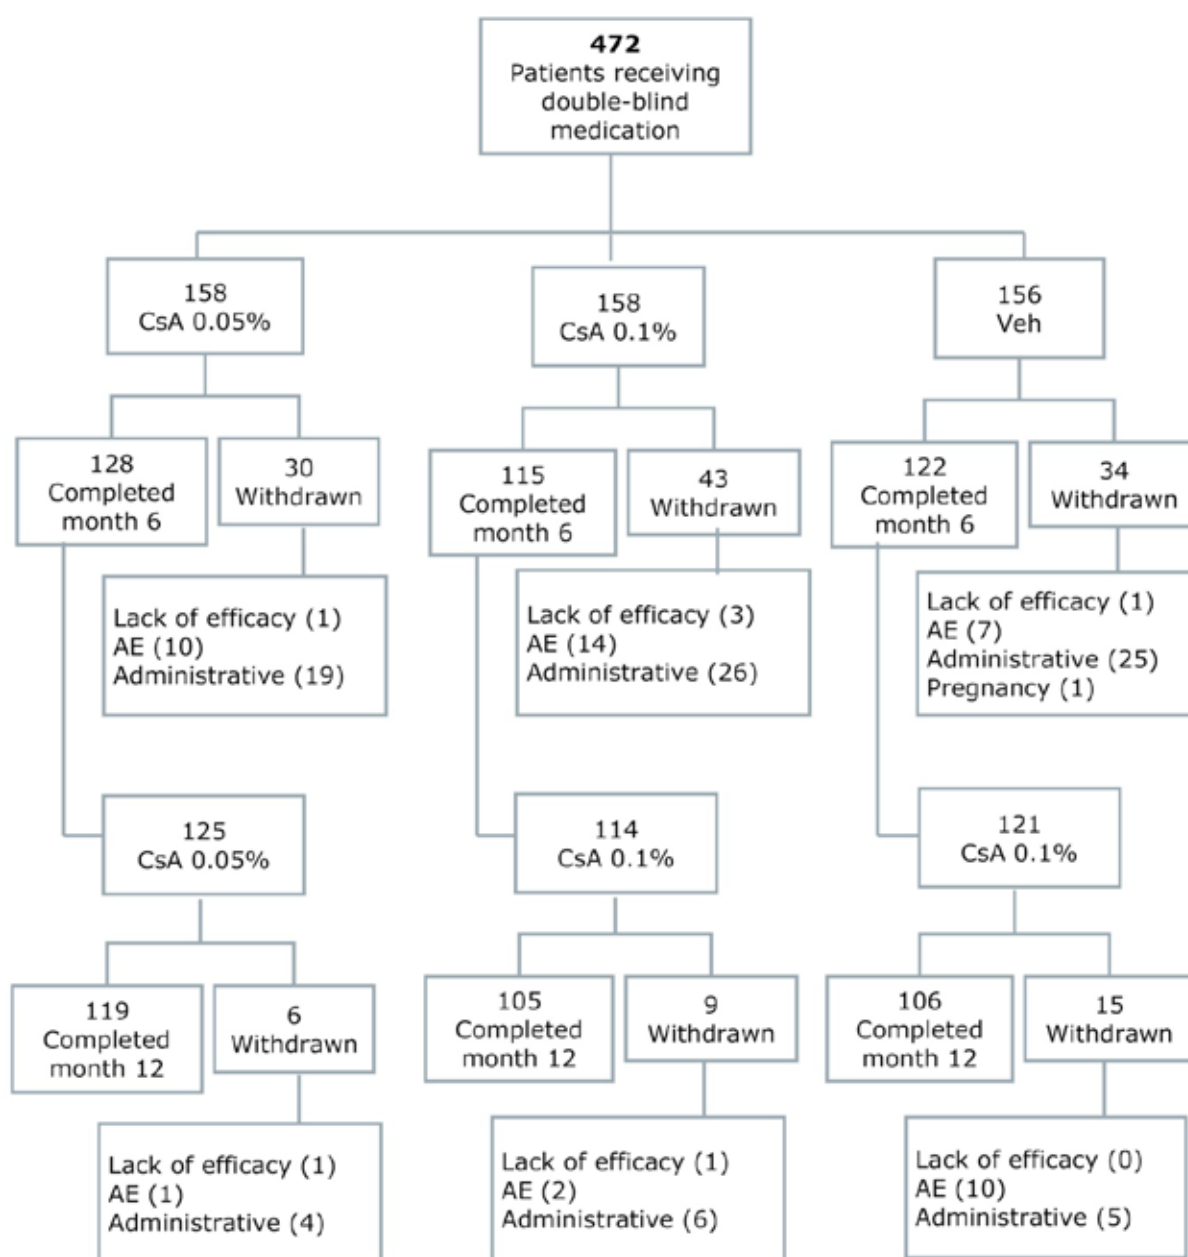 472
Patients receiving
double-blind
medication
158
CsA 0.05%
158
CsA 0.1%
156
Veh
128
Completed
month 6
30
Withdrawn
115
Completed
month 6
43
Withdrawn
122
Completed
month 6
34
Withdrawn
Lack of efficacy (1)
AE (10)
Administrative (19)
Lack of efficacy (3)
AE (14)
Administrative (26)
Lack of efficacy (1)
AE (7)
Administrative (25)
Pregnancy (1)
125
CsA 0.05%
114
CsA 0.1%
121
CsA 0.1%
119
Completed
month 12
6
Withdrawn
105
Completed
month 12
9
Withdrawn
106
Completed
month 12
15
Withdrawn
Lack of efficacy (1)
AE (1)
Administrative (4)
Lack of efficacy (1)
AE (2)
Administrative (6)
Lack of efficacy (0)
AE (10)
Administrative (5)